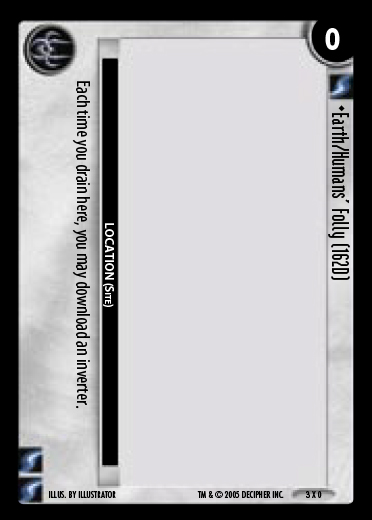 0
•Earth/Humans' Folly (162D)
LOCATION (SITE)
Each time you drain here, you may download an inverter.
ILLUS. BY ILLUSTRATOR
TM & © 2005 DECIPHER INC.
3 X 0